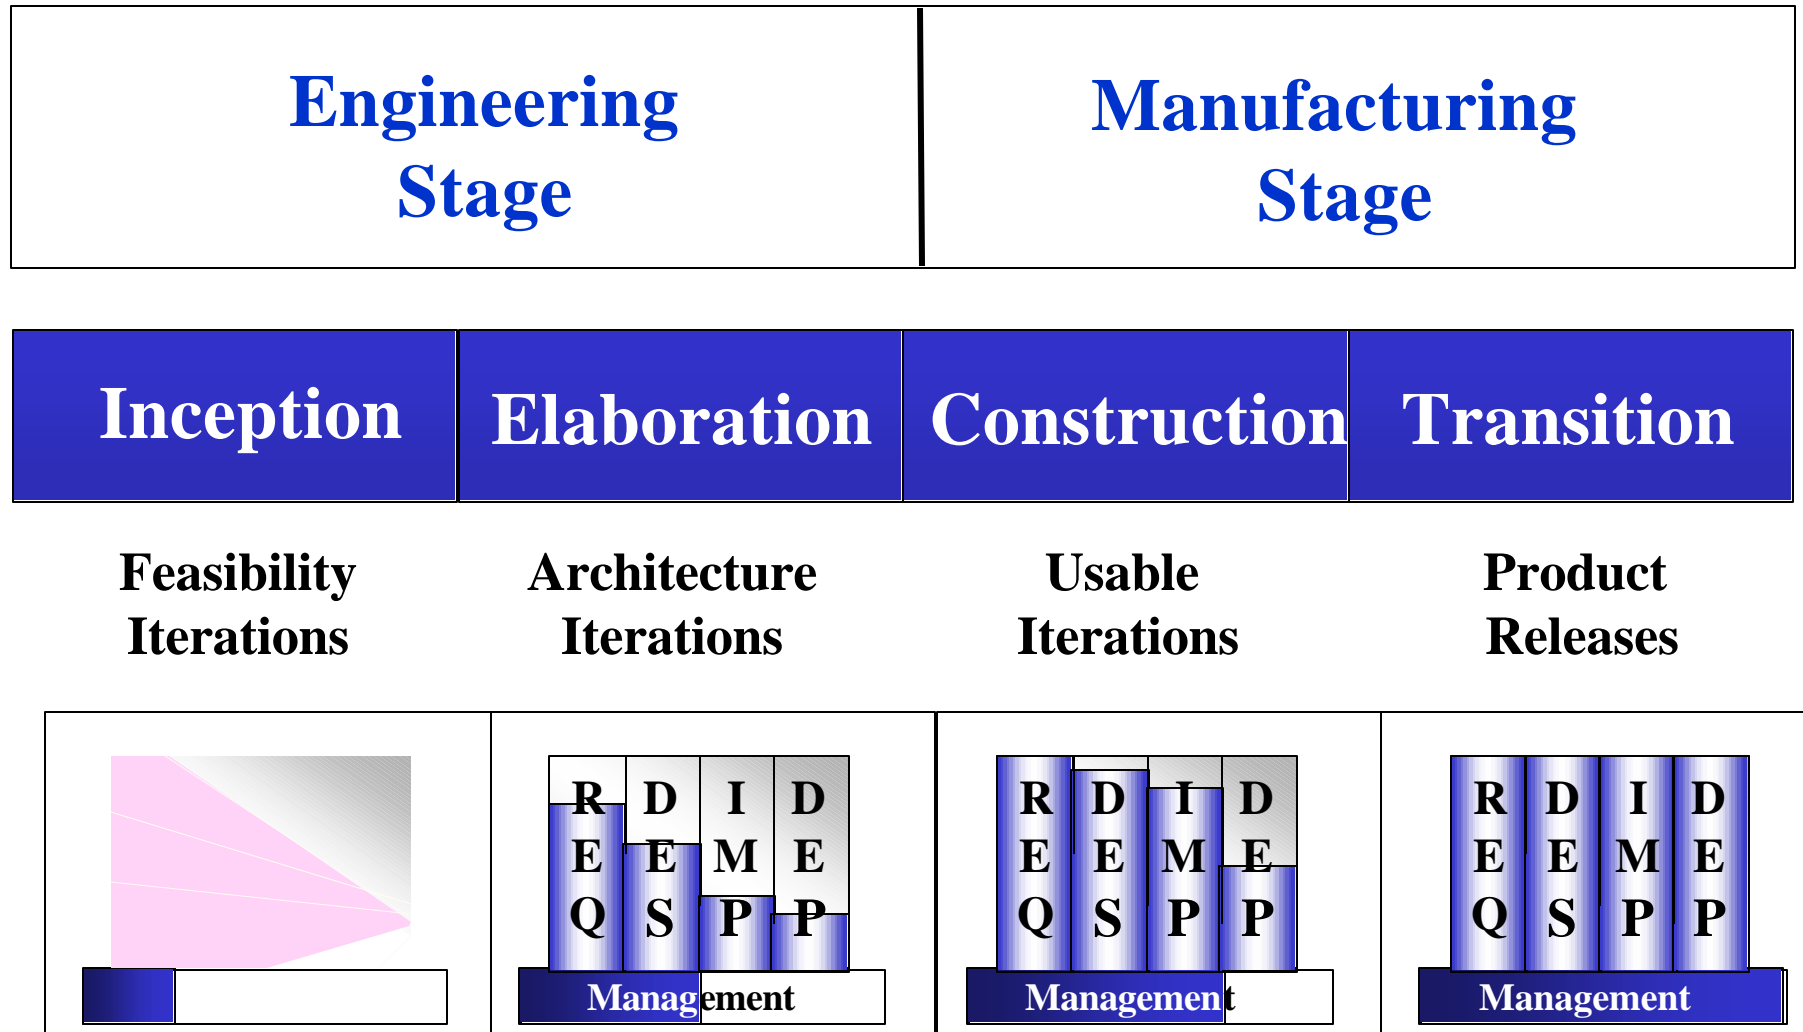 Engineering
Stage
Manufacturing
Stage
Inception
Elaboration
Construction
Transition
Feasibility
Iterations
Architecture
Iterations
Usable
Iterations
Product
Releases
R D I D
E E M E
Q S P P
Management
R D I D
E E M E
Q S P P
Management
R D I D
E E M E
Q S P P
Management